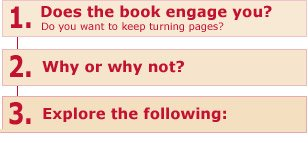 1. Does the book engage you?
Do you want to keep turning pages?
2. Why or why not?
3. Explore the following: